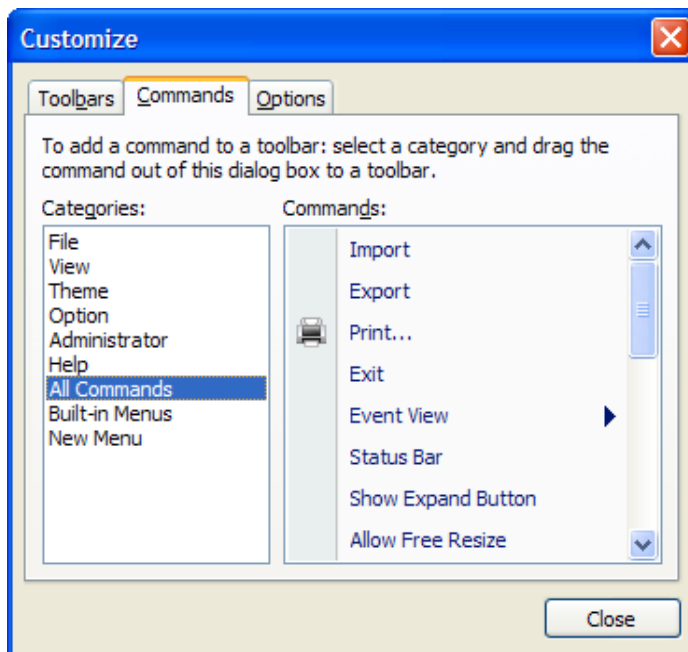 Customize
Toolbars Commands Options
To add a command to a toolbar: select a category and drag the
command out of this dialog box to a toolbar.
Categories: Commands:
File
View
Theme
Option
Administrator
Help
All Commands
Built-in Menus
New Menu
Import
Export
Print...
Exit
Event View
Status Bar
Show Expand Button
Allow Free Resize
Close